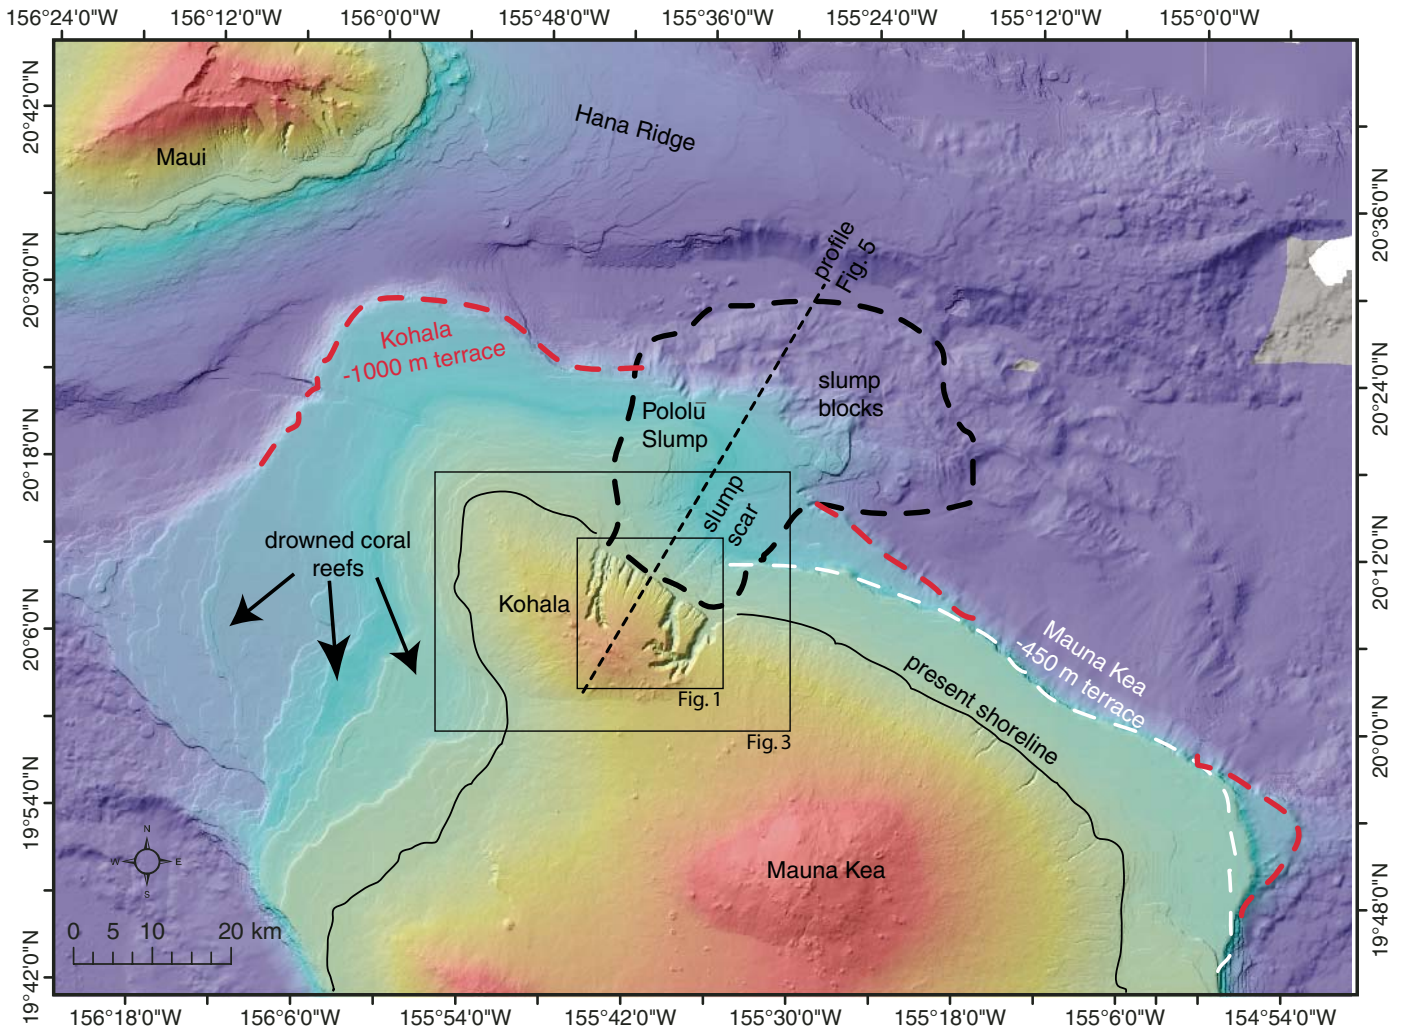 156°24'0"W
156°12'0"W
156°0'0"W
155°48'0"W
155°36'0"W
155°24'0"W
155°12'0"W
155°0'0"W
20°42'0"N
20°30'0"N
20°18'0"N
20°6'0"N
19°54'0"N
19°42'0"N
Maui
Hana Ridge
profile
Fig. 5
Kohala
-1000 m terrace
slump
blocks
Pololū
Slump
slump
scar
drowned coral
reefs
Kohala
Fig. 1
Fig. 3
present shoreline
Mauna Kea
-450 m terrace
Mauna Kea
N
W
E
S
0
5
10
20 km
20°36'0"N
20°24'0"N
20°12'0"N
20°0'0"N
19°48'0"N
156°18'0"W
156°6'0"W
155°54'0"W
155°42'0"W
155°30'0"W
155°18'0"W
155°6'0"W
154°54'0"W